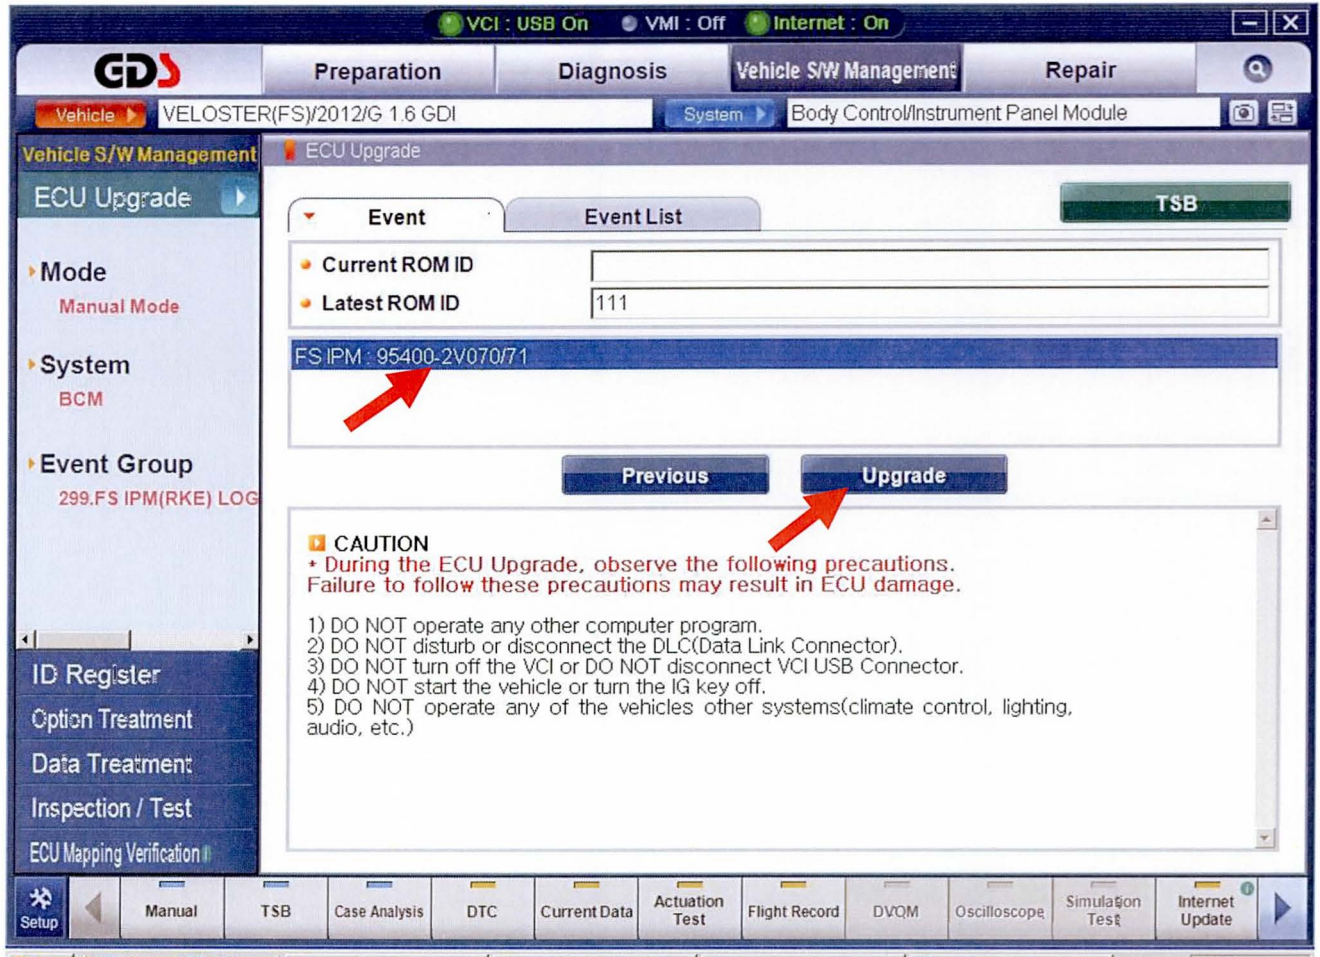 VCI : USB On VMI : Off Internet : On
GDS Preparation Diagnosis Vehicle S/W Management Repair
Vehicle VELOSTER(FS)/2012/G 1.6 GDI System Body Control/Instrument Panel Module
Vehicle S/W Management
ECU Upgrade
ECU Upgrade
TSB
Event Event List
Mode
Manual Mode
System
BCM
Event Group
299.FS IPM(RKE) LOG
Current ROM ID
Latest ROM ID 111
FS IPM : 95400-2V070/71
Previous Upgrade
CAUTION
* During the ECU Upgrade, observe the following precautions.
Failure to follow these precautions may result in ECU damage.
1) DO NOT operate any other computer program.
2) DO NOT disturb or disconnect the DLC(Data Link Connector).
3) DO NOT turn off the VCI or DO NOT disconnect VCI USB Connector.
4) DO NOT start the vehicle or turn the IG key off.
5) DO NOT operate any of the vehicles other systems(climate control, lighting,
audio, etc.)
ID Register
Option Treatment
Data Treatment
Inspection / Test
ECU Mapping Verification
Setup Manual TSB Case Analysis DTC Current Data Actuation Test Flight Record DVOM Oscilloscope Simulation Test Internet Update